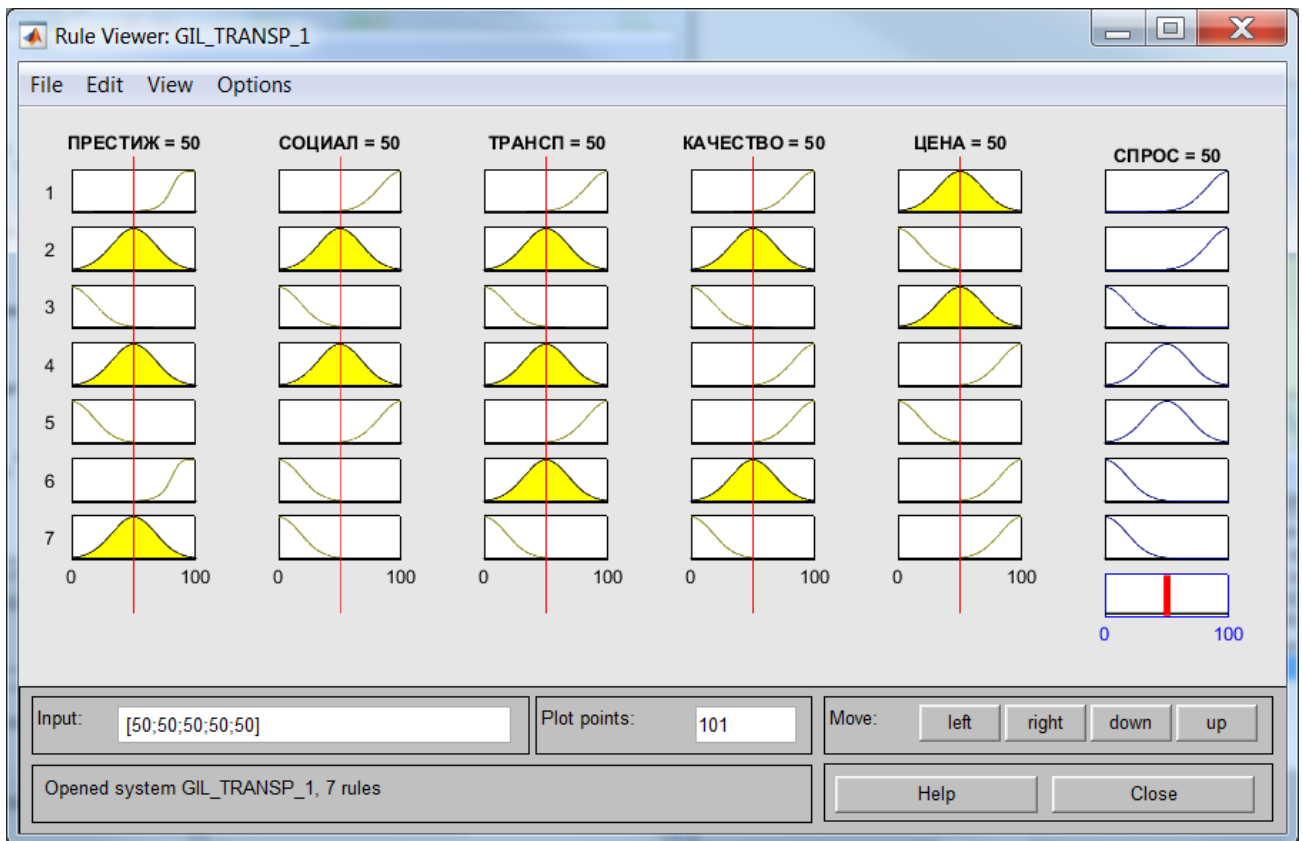 Rule Viewer: GIL_TRANSP_1
File Edit View Options
ПРЕСТИЖ = 50 СОЦИАЛ = 50 ТРАНСП = 50 КАЧЕСТВО = 50 ЦЕНА = 50 СПРОС = 50
1
2
3
4
5
6
7
0 100 0 100 0 100 0 100 0 100
0 100
Input: [50;50;50;50;50] Plot points: 101 Move: left right down up
Opened system GIL_TRANSP_1, 7 rules Help Close